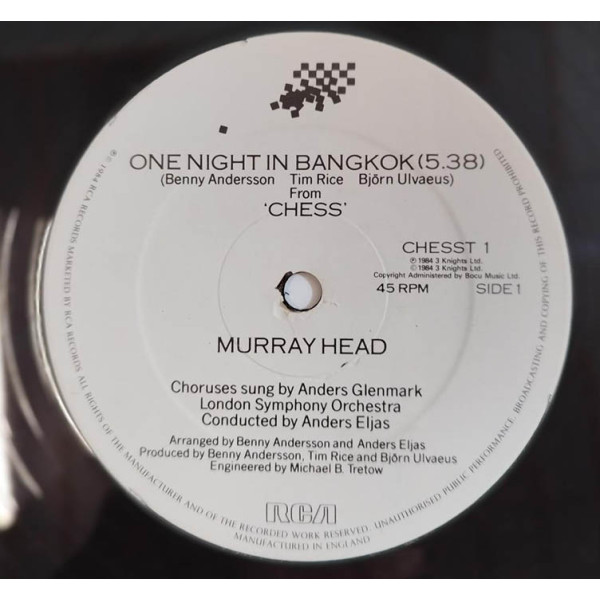 ONE NIGHT IN BANGKOK (5.38)
(Benny Andersson Tim Rice Bjőrn Ulvaeus)
From
'CHESS'
CHESST 1
℗ 1984 3 Knights Ltd.
© 1984 3 Knights Ltd.
Copyright Administered by Bocu Music Ltd.
45 RPM SIDE 1
MURRAY HEAD
Choruses sung by Anders Glenmark
London Symphony Orchestra
Conducted by Anders Eljas
Arranged by Benny Andersson and Anders Eljas
Produced by Benny Andersson, Tim Rice and Bjőrn Ulvaeus
Engineered by Michael B. Tretow
RCA
℗© 1984 RCA RECORDS MARKETED BY RCA RECORDS ALL RIGHTS OF THE MANUFACTURER AND OF THE RECORDED WORK RESERVED. UNAUTHORISED PUBLIC PERFORMANCE, BROADCASTING AND COPYING OF THIS RECORD PROHIBITED
MANUFACTURED IN ENGLAND